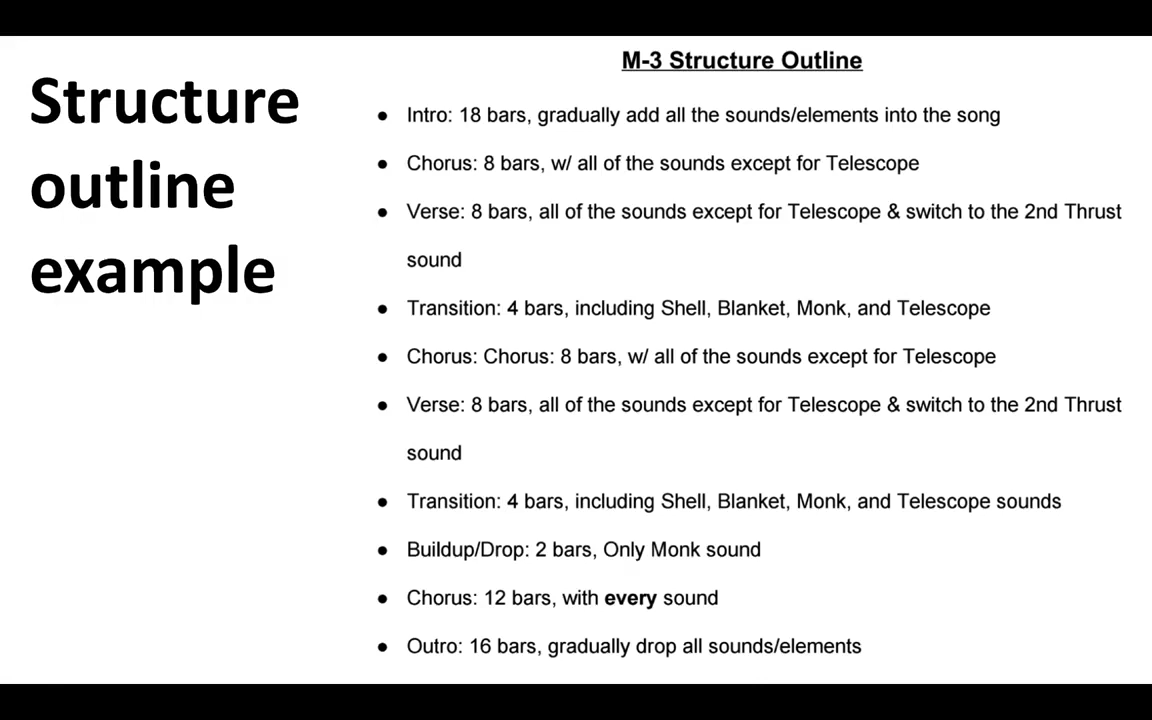 Structure
outline
example
M-3 Structure Outline
● Intro: 18 bars, gradually add all the sounds/elements into the song
● Chorus: 8 bars, w/ all of the sounds except for Telescope
● Verse: 8 bars, all of the sounds except for Telescope & switch to the 2nd Thrust
sound
● Transition: 4 bars, including Shell, Blanket, Monk, and Telescope
● Chorus: Chorus: 8 bars, w/ all of the sounds except for Telescope
● Verse: 8 bars, all of the sounds except for Telescope & switch to the 2nd Thrust
sound
● Transition: 4 bars, including Shell, Blanket, Monk, and Telescope sounds
● Buildup/Drop: 2 bars, Only Monk sound
● Chorus: 12 bars, with every sound
● Outro: 16 bars, gradually drop all sounds/elements